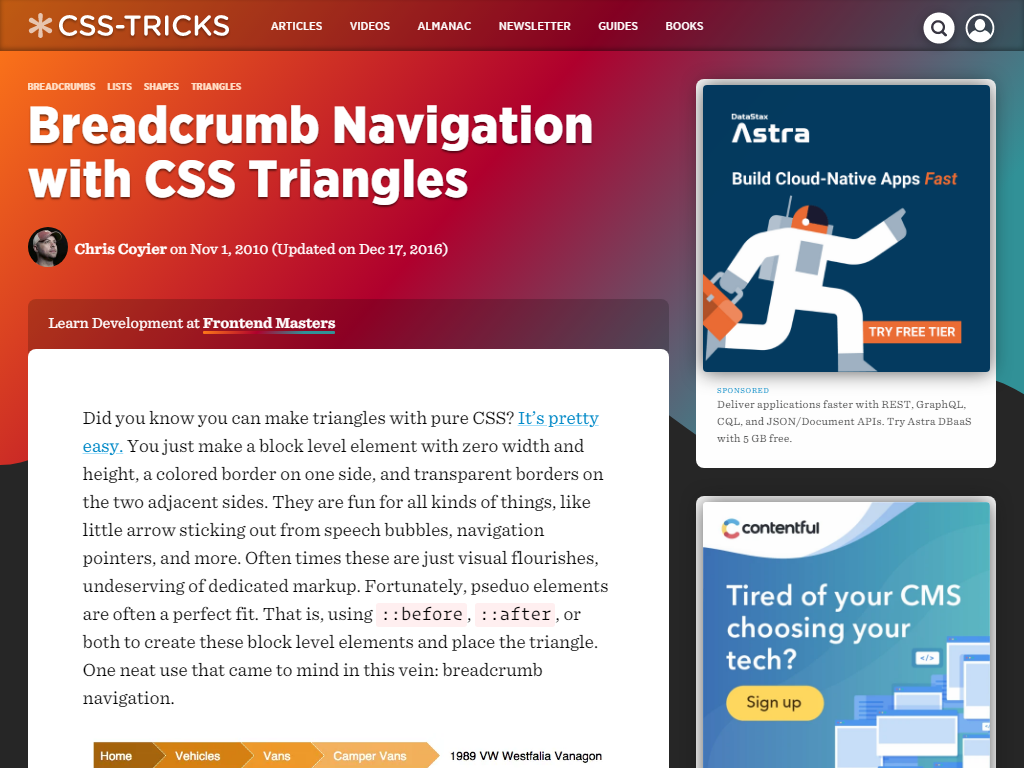 CSS-TRICKS
ARTICLES VIDEOS ALMANAC NEWSLETTER GUIDES BOOKS
BREADCRUMBS LISTS SHAPES TRIANGLES
Breadcrumb Navigation
with CSS Triangles
Chris Coyier on Nov 1, 2010 (Updated on Dec 17, 2016)
Learn Development at Frontend Masters
Did you know you can make triangles with pure CSS? It's pretty
easy. You just make a block level element with zero width and
height, a colored border on one side, and transparent borders on
the two adjacent sides. They are fun for all kinds of things, like
little arrow sticking out from speech bubbles, navigation
pointers, and more. Often times these are just visual flourishes,
undeserving of dedicated markup. Fortunately, pseduo elements
are often a perfect fit. That is, using ::before, ::after, or
both to create these block level elements and place the triangle.
One neat use that came to mind in this vein: breadcrumb
navigation.
Home Vehicles Vans Camper Vans 1989 VW Westfalia Vanagon
DataStax
Astra
Build Cloud-Native Apps Fast
TRY FREE TIER
SPONSORED
Deliver applications faster with REST, GraphQL,
CQL, and JSON/Document APIs. Try Astra DBaaS
with 5 GB free.
contentful
Tired of your CMS
choosing your
tech?
</>
Sign up